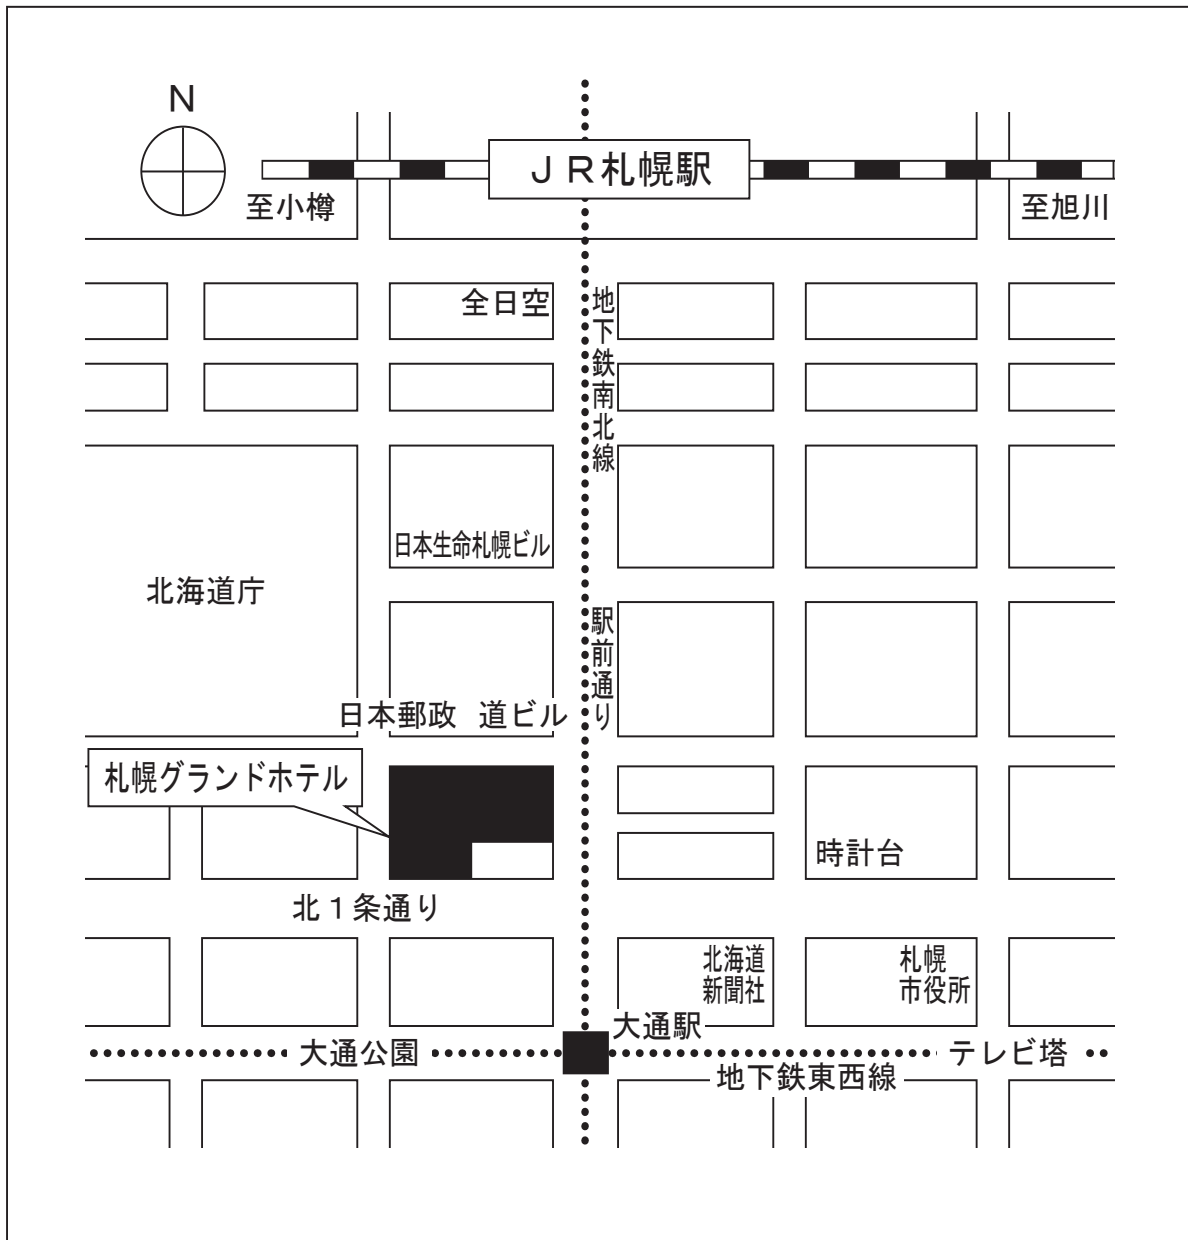 N
ＪＲ札幌駅
至小樽
至旭川
全日空
地下鉄南北線
日本生命札幌ビル
北海道庁
駅前通り
日本郵政 道ビル
札幌グランドホテル
時計台
北１条通り
北海道
新聞社
札幌
市役所
大通駅
大通公園
テレビ塔
地下鉄東西線